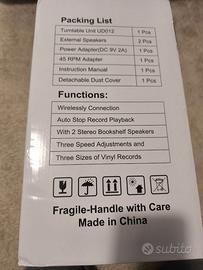 Packing List
Turntable Unit UD012 1 Pcs
External Speakers 2 Pcs
Power Adapter(DC 9V 2A) 1 Pcs
45 RPM Adapter 1 Pcs
Instruction Manual 1 Pcs
Detachable Dust Cover 1 Pcs
Functions:
Wirelessly Connection
Auto Stop Record Playback
With 2 Stereo Bookshelf Speakers
Three Speed Adjustments and
Three Sizes of Vinyl Records
Fragile-Handle with Care
Made in China
subito